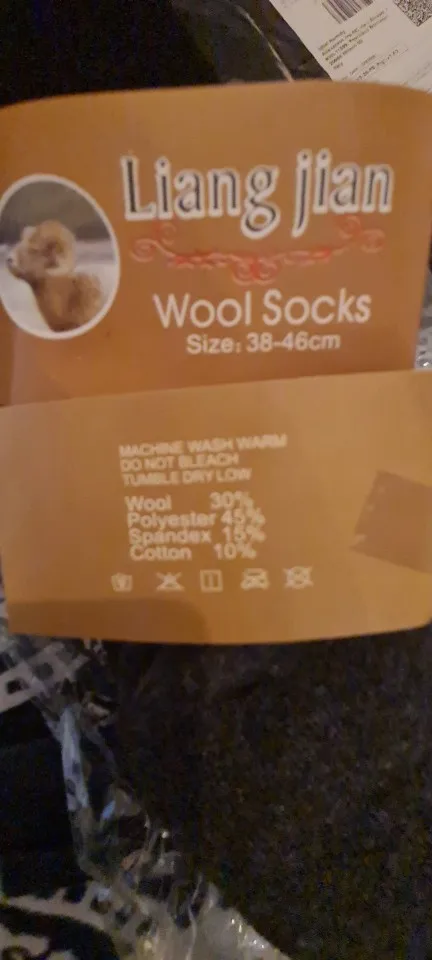 Liang jian
Wool Socks
Size: 38-46cm
MACHINE WASH WARM
DO NOT BLEACH
TUMBLE DRY LOW
Wool 30%
Polyester 45%
Spandex 15%
Cotton 10%